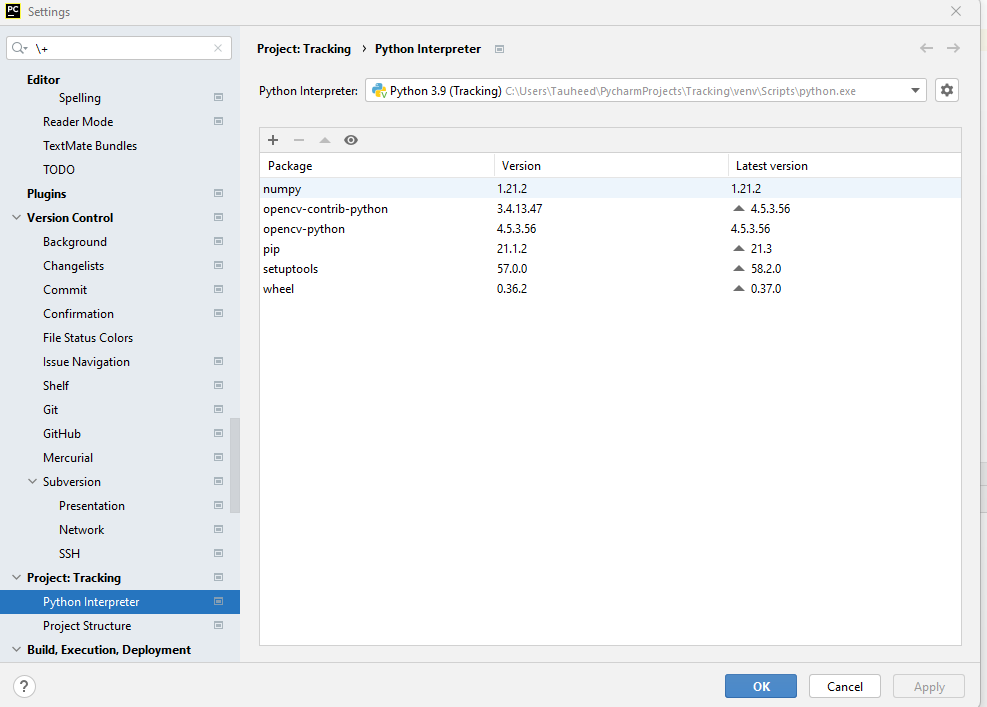 PC Settings
\+
Editor
Spelling
Reader Mode
TextMate Bundles
TODO
Plugins
Version Control
Background
Changelists
Commit
Confirmation
File Status Colors
Issue Navigation
Shelf
Git
GitHub
Mercurial
Subversion
Presentation
Network
SSH
Project: Tracking
Python Interpreter
Project Structure
Build, Execution, Deployment
Project: Tracking › Python Interpreter
Python Interpreter: Python 3.9 (Tracking) C:\Users\Tauheed\PycharmProjects\Tracking\venv\Scripts\python.exe
Package Version Latest version
numpy 1.21.2 1.21.2
opencv-contrib-python 3.4.13.47 4.5.3.56
opencv-python 4.5.3.56 4.5.3.56
pip 21.1.2 21.3
setuptools 57.0.0 58.2.0
wheel 0.36.2 0.37.0
? OK Cancel Apply